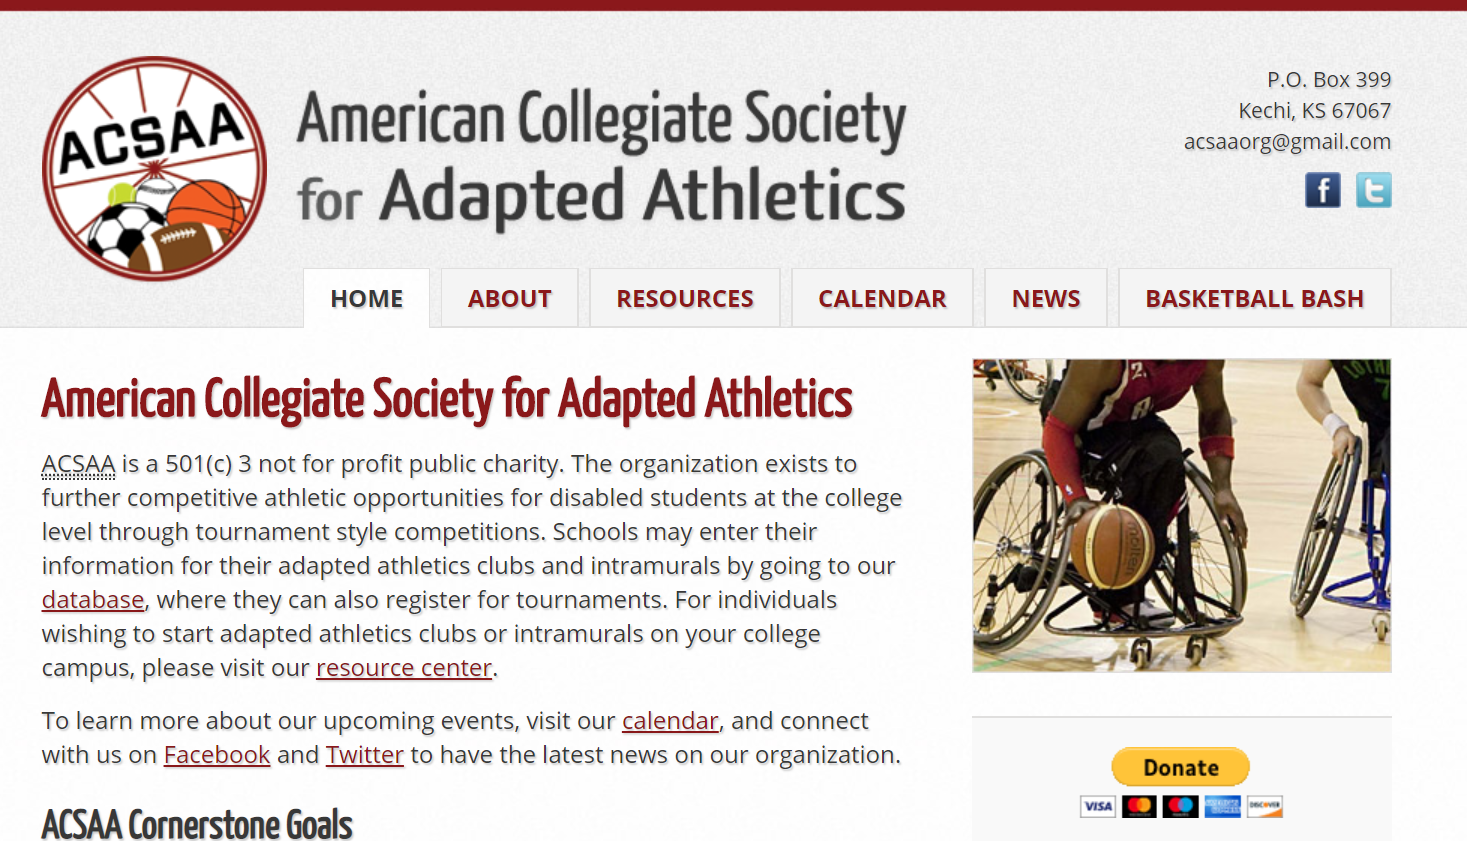 ACSAA
American Collegiate Society
for Adapted Athletics
P.O. Box 399
Kechi, KS 67067
acsaaorg@gmail.com
f t
HOME ABOUT RESOURCES CALENDAR NEWS BASKETBALL BASH
American Collegiate Society for Adapted Athletics
ACSAA is a 501(c) 3 not for profit public charity. The organization exists to
further competitive athletic opportunities for disabled students at the college
level through tournament style competitions. Schools may enter their
information for their adapted athletics clubs and intramurals by going to our
database, where they can also register for tournaments. For individuals
wishing to start adapted athletics clubs or intramurals on your college
campus, please visit our resource center.
To learn more about our upcoming events, visit our calendar, and connect
with us on Facebook and Twitter to have the latest news on our organization.
ACSAA Cornerstone Goals
2
7
molten
Donate
VISA
DISCOVER